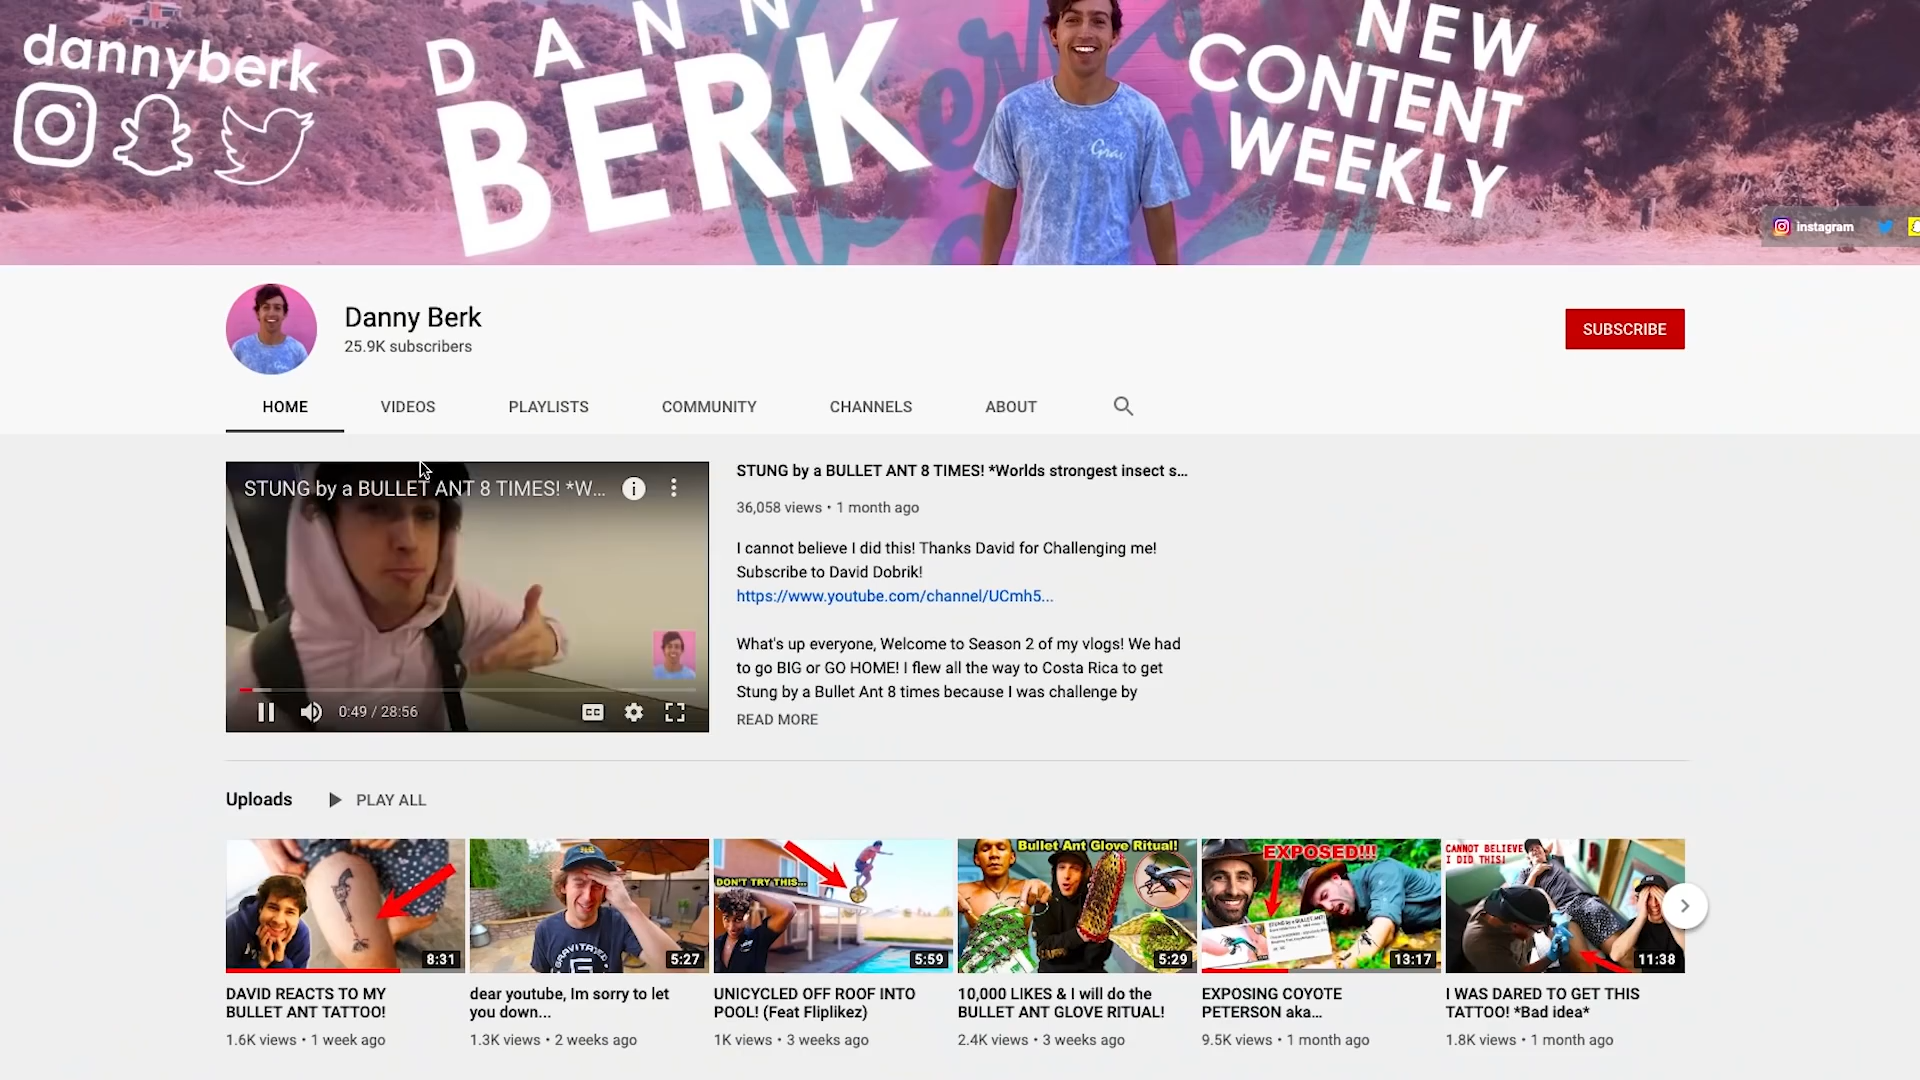 dannyberk
DANNY
BERK
NEW
CONTENT
WEEKLY
Instagram
Danny Berk
25.9K subscribers
SUBSCRIBE
HOME
VIDEOS
PLAYLISTS
COMMUNITY
CHANNELS
ABOUT
STUNG by a BULLET ANT 8 TIMES! *W...
0:49 / 28:56
CC
STUNG by a BULLET ANT 8 TIMES! *Worlds strongest insect s...
36,058 views • 1 month ago
I cannot believe I did this! Thanks David for Challenging me!
Subscribe to David Dobrik!
https://www.youtube.com/channel/UCmh5...
What's up everyone, Welcome to Season 2 of my vlogs! We had
to go BIG or GO HOME! I flew all the way to Costa Rica to get
Stung by a Bullet Ant 8 times because I was challenge by
READ MORE
Uploads
PLAY ALL
8:31
DAVID REACTS TO MY
BULLET ANT TATTOO!
1.6K views • 1 week ago
GRAVITATED
5:27
dear youtube, Im sorry to let
you down...
1.3K views • 2 weeks ago
DON'T TRY THIS...
5:59
UNICYCLED OFF ROOF INTO
POOL! (Feat Fliplikez)
1K views • 3 weeks ago
Bullet Ant Glove Ritual!
5:29
10,000 LIKES & I will do the
BULLET ANT GLOVE RITUAL!
2.4K views • 3 weeks ago
EXPOSED!!!
13:17
EXPOSING COYOTE
PETERSON aka...
9.5K views • 1 month ago
CANNOT BELIEVE
I DID THIS!
11:38
I WAS DARED TO GET THIS
TATTOO! *Bad idea*
1.8K views • 1 month ago